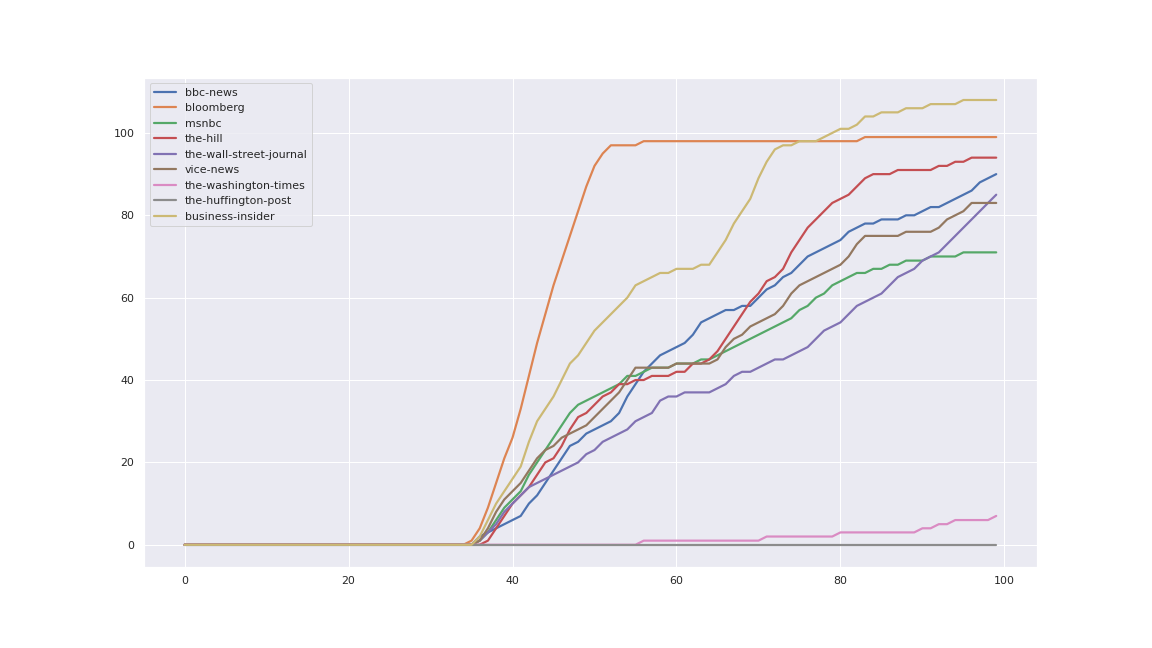 bbc-news
bloomberg
msnbc
the-hill
the-wall-street-journal
vice-news
the-washington-times
the-huffington-post
business-insider
100
80
60
40
20
0
0 20 40 60 80 100